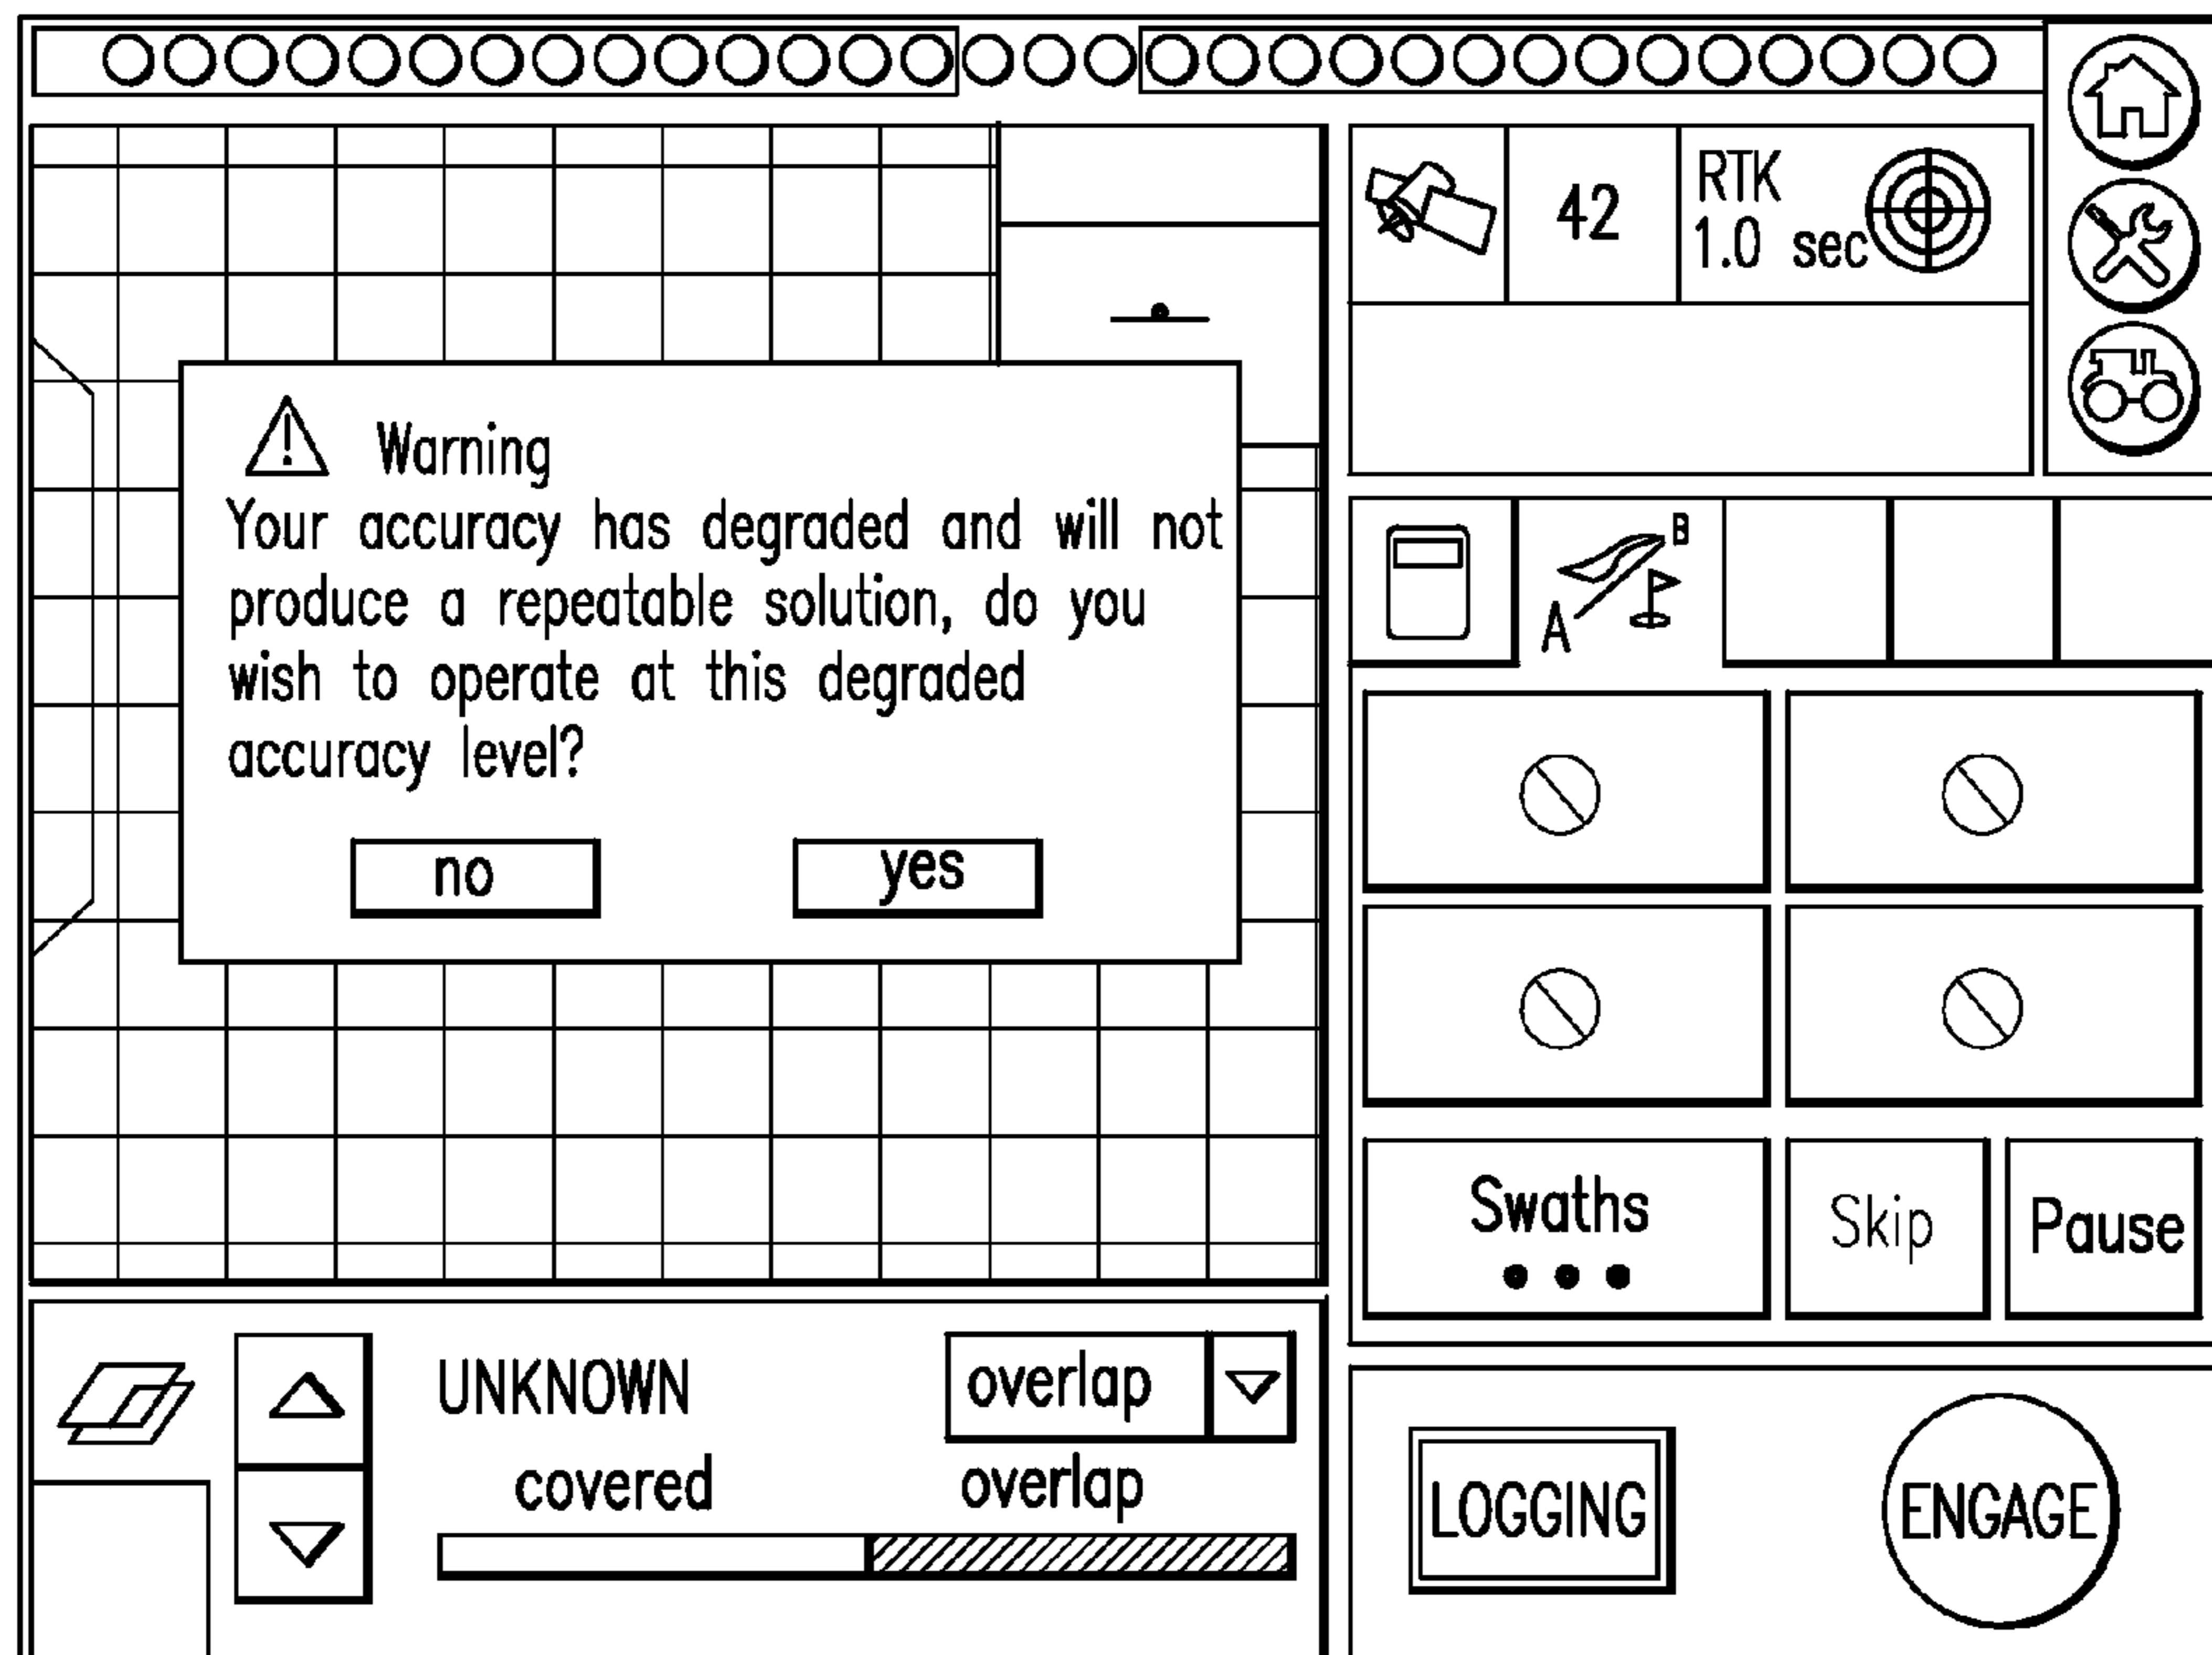 42
RTK
1.0 sec
Warning
Your accuracy has degraded and will not
produce a repeatable solution, do you
wish to operate at this degraded
accuracy level?
no
yes
B
A
Swaths
Skip
Pause
UNKNOWN
overlap
covered
overlap
LOGGING
ENGAGE